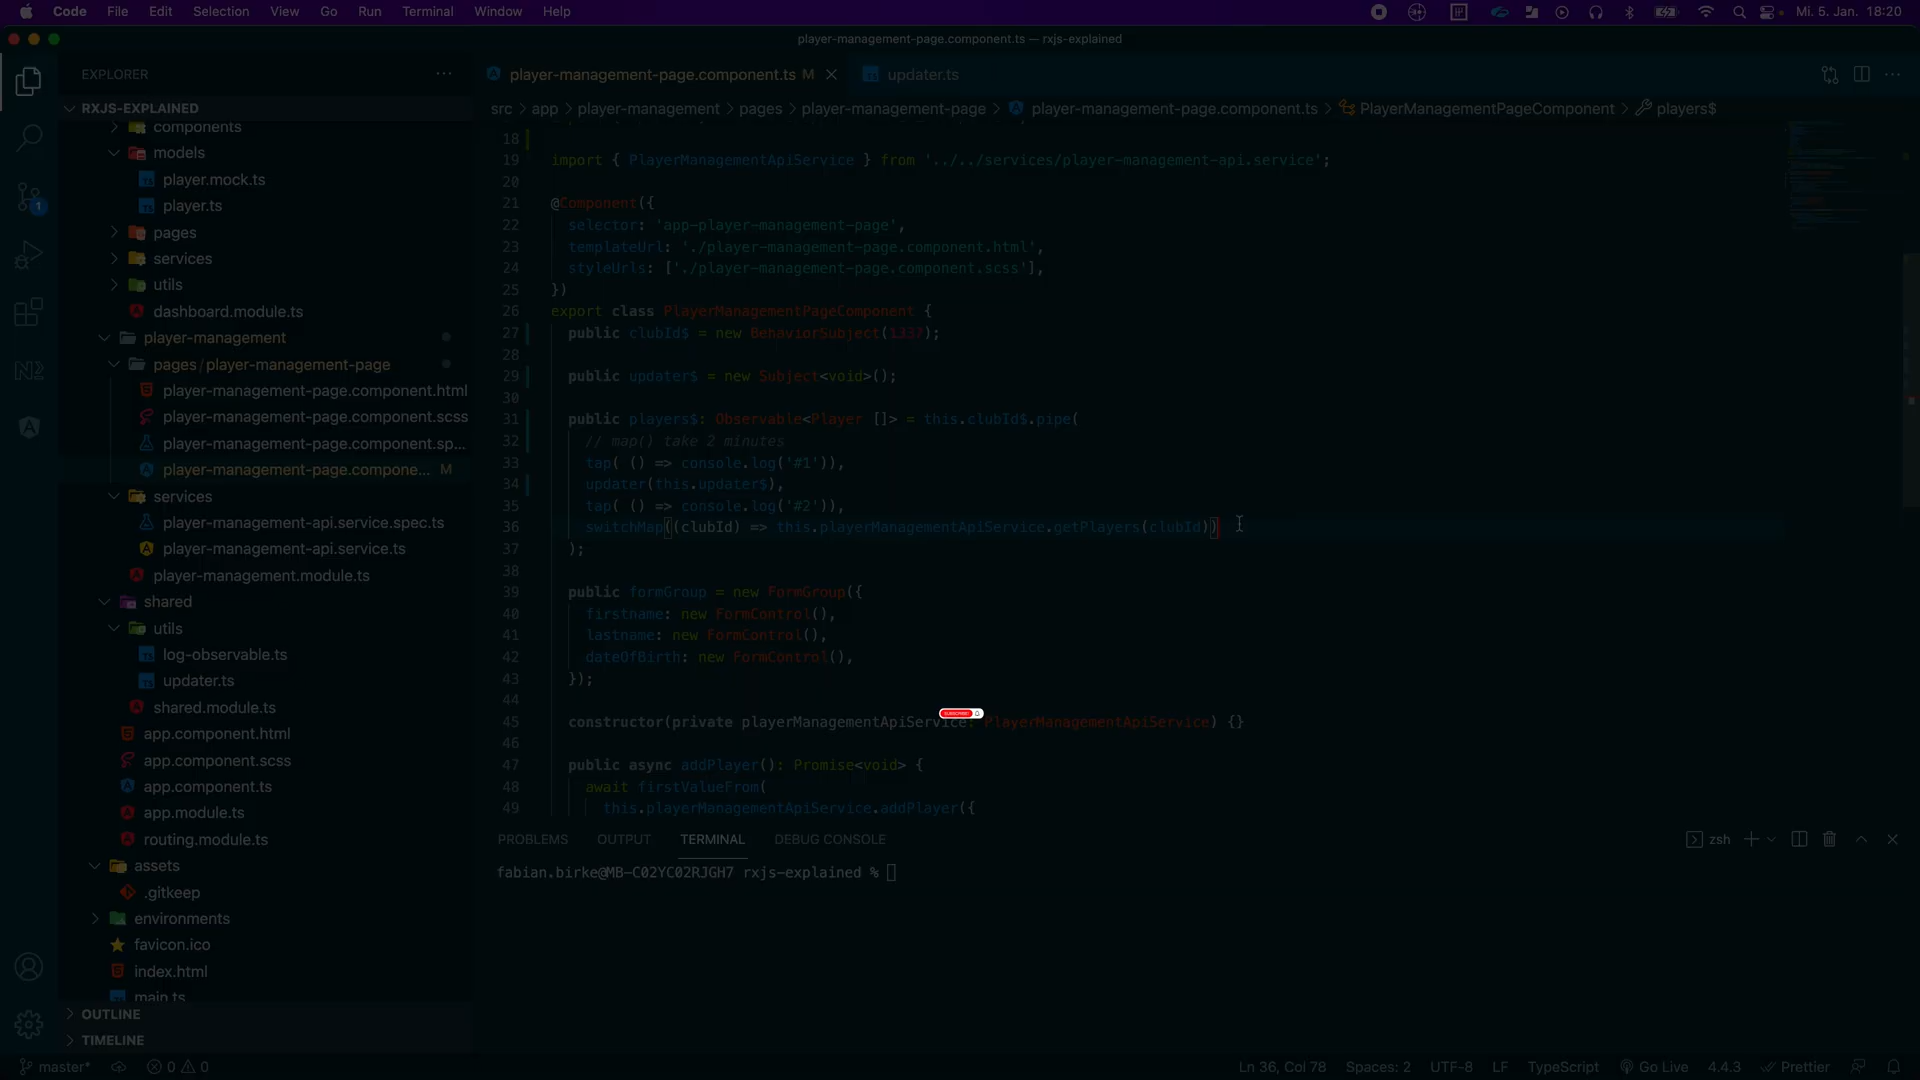 Code File Edit Selection View Go Run Terminal Window Help Mi. 5. Jan. 18:20
player-management-page.component.ts — rxjs-explained
EXPLORER
RXJS-EXPLAINED
components
models
player.mock.ts
player.ts
pages
services
utils
dashboard.module.ts
player-management
pages/player-management-page
player-management-page.component.html
player-management-page.component.scss
player-management-page.component.sp...
player-management-page.compone... M
services
player-management-api.service.spec.ts
player-management-api.service.ts
player-management.module.ts
shared
utils
log-observable.ts
updater.ts
shared.module.ts
app.component.html
app.component.scss
app.component.ts
app.module.ts
routing.module.ts
assets
.gitkeep
environments
favicon.ico
index.html
main.ts
OUTLINE
TIMELINE
player-management-page.component.ts M updater.ts
src > app > player-management > pages > player-management-page > player-management-page.component.ts > PlayerManagementPageComponent > players$
18
19 import { PlayerManagementApiService } from '../../services/player-management-api.service';
20
21 @Component({
22 selector: 'app-player-management-page',
23 templateUrl: './player-management-page.component.html',
24 styleUrls: ['./player-management-page.component.scss'],
25 })
26 export class PlayerManagementPageComponent {
27 public clubId$ = new BehaviorSubject(1337);
28
29 public updater$ = new Subject<void>();
30
31 public players$: Observable<Player []> = this.clubId$.pipe(
32 // map() take 2 minutes
33 tap( () => console.log('#1')),
34 updater(this.updater$),
35 tap( () => console.log('#2')),
36 switchMap((clubId) => this.playerManagementApiService.getPlayers(clubId))
37 );
38
39 public formGroup = new FormGroup({
40 firstname: new FormControl(),
41 lastname: new FormControl(),
42 dateOfBirth: new FormControl(),
43 });
44
SUBSCRIBE
45 constructor(private playerManagementApiService: PlayerManagementApiService) {}
46
47 public async addPlayer(): Promise<void> {
48 await firstValueFrom(
49 this.playerManagementApiService.addPlayer({
PROBLEMS OUTPUT TERMINAL DEBUG CONSOLE zsh
fabian.birke@MB-C02YC02RJGH7 rxjs-explained %
master* 0 0 Ln 36, Col 78 Spaces: 2 UTF-8 LF TypeScript Go Live 4.4.3 Prettier